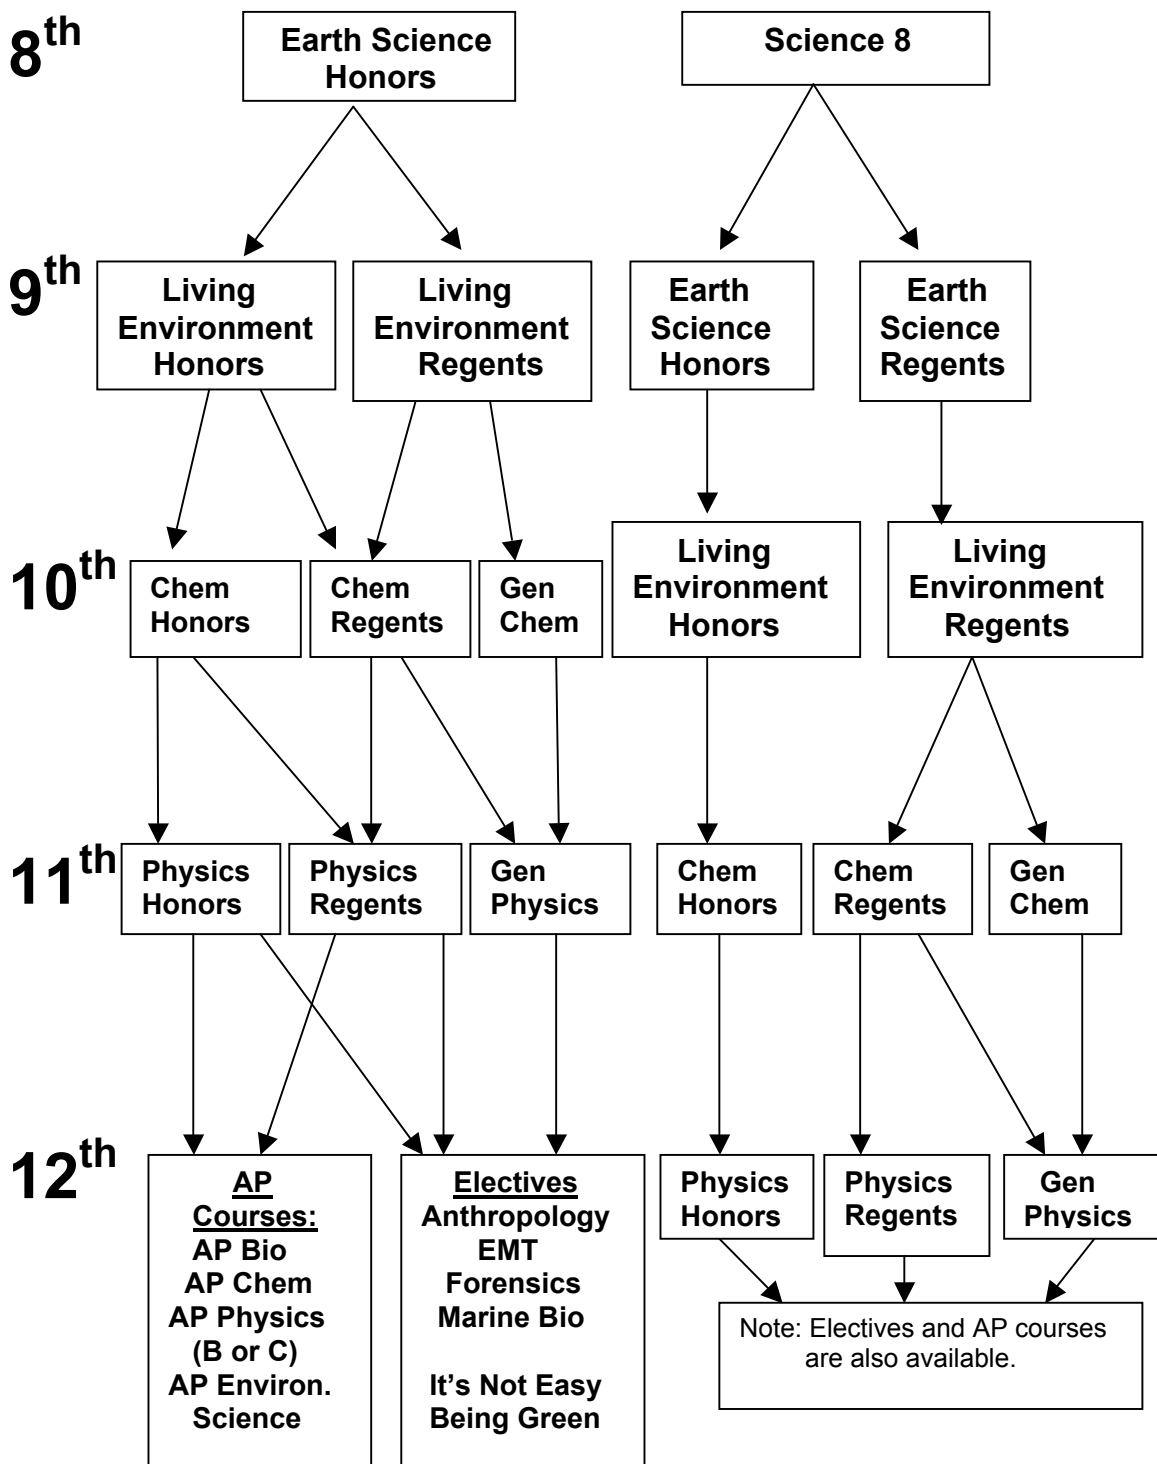 8th
Earth Science
Honors
Science 8
9th
Living
Environment
Honors
Living
Environment
Regents
Earth
Science
Honors
Earth
Science
Regents
10th
Chem
Honors
Chem
Regents
Gen
Chem
Living
Environment
Honors
Living
Environment
Regents
11th
Physics
Honors
Physics
Regents
Gen
Physics
Chem
Honors
Chem
Regents
Gen
Chem
12th
AP
Courses:
AP Bio
AP Chem
AP Physics
(B or C)
AP Environ.
Science
Electives
Anthropology
EMT
Forensics
Marine Bio
It's Not Easy
Being Green
Physics
Honors
Physics
Regents
Gen
Physics
Note: Electives and AP courses
are also available.